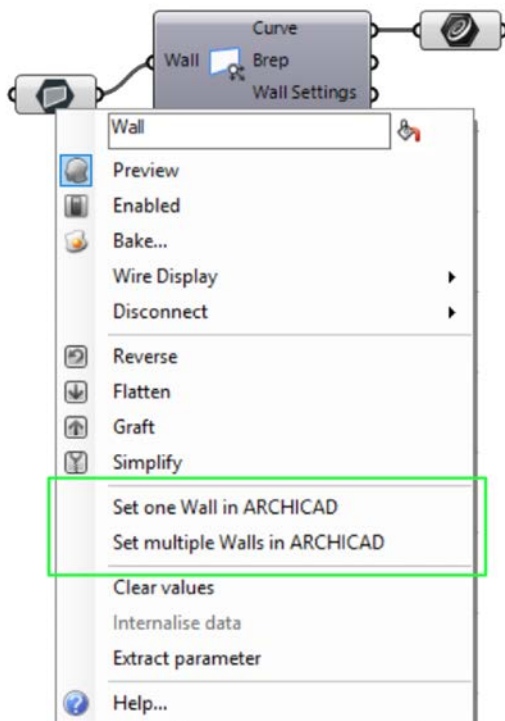 Curve
Wall Brep
Wall Settings
Wall
Preview
Enabled
Bake...
Wire Display
Disconnect
Reverse
Flatten
Graft
Simplify
Set one Wall in ARCHICAD
Set multiple Walls in ARCHICAD
Clear values
Internalise data
Extract parameter
Help...